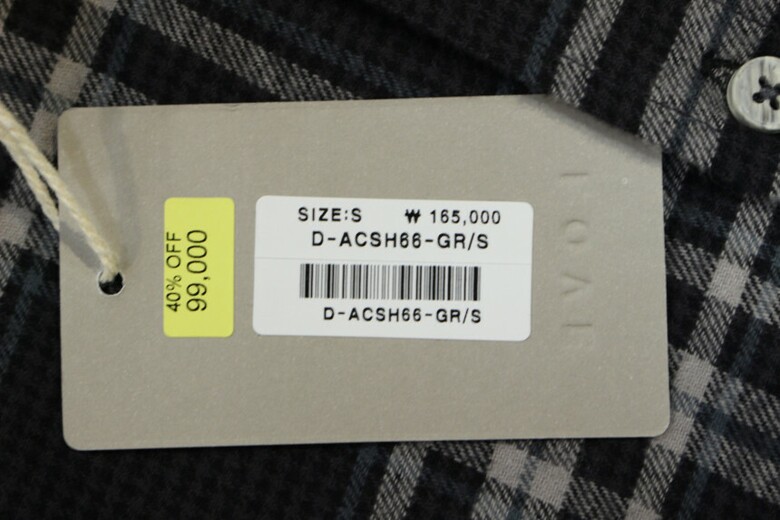 40% OFF
99,000
SIZE:S ₩ 165,000
D-ACSH66-GR/S
D-ACSH66-GR/S